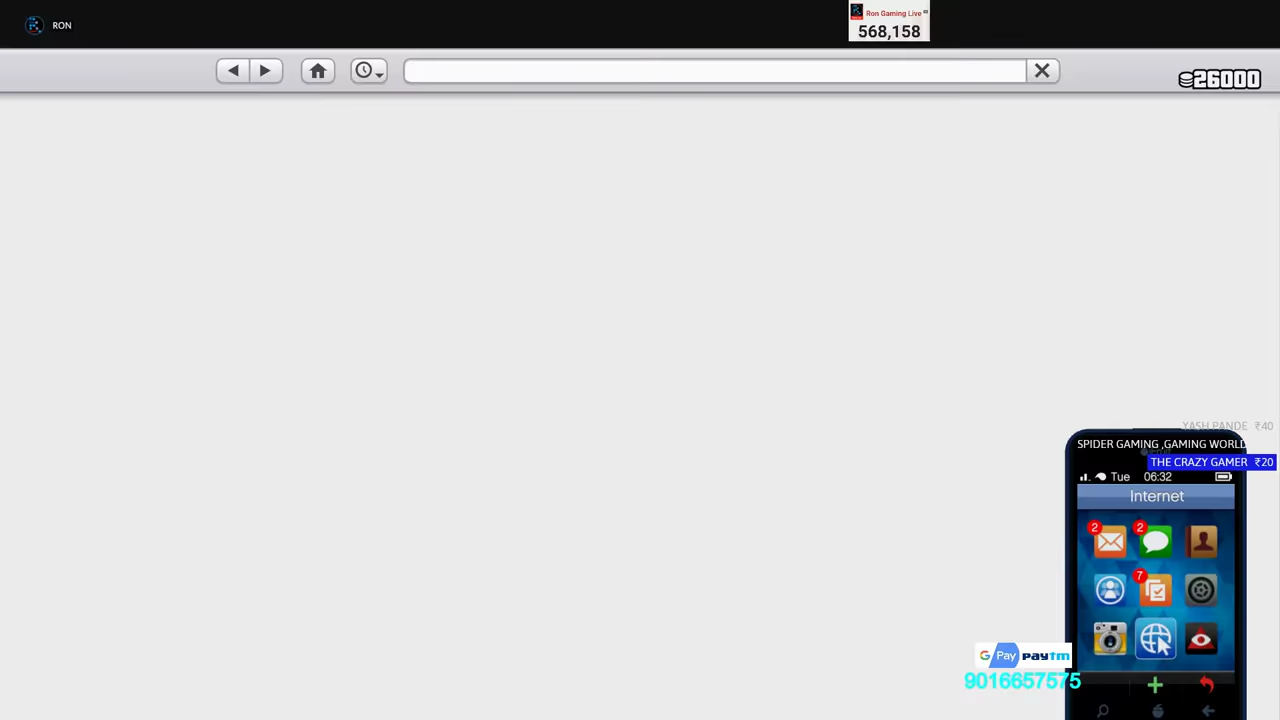 RON
Ron Gaming Live
568,158
26000
YASH PANDE ₹40
SPIDER GAMING ,GAMING WORLD
THE CRAZY GAMER ₹20
Tue 06:32
Internet
2 2
7
G Pay paytm
9016657575